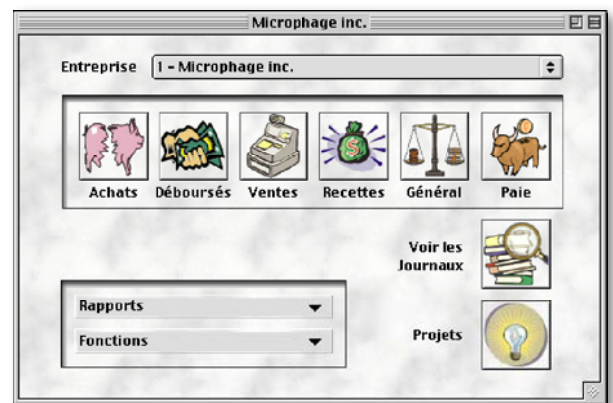 Microphage inc.
Entreprise 1 - Microphage inc.
Achats Déboursés Ventes Recettes Général Paie
Voir les
Journaux
Rapports
Fonctions
Projets